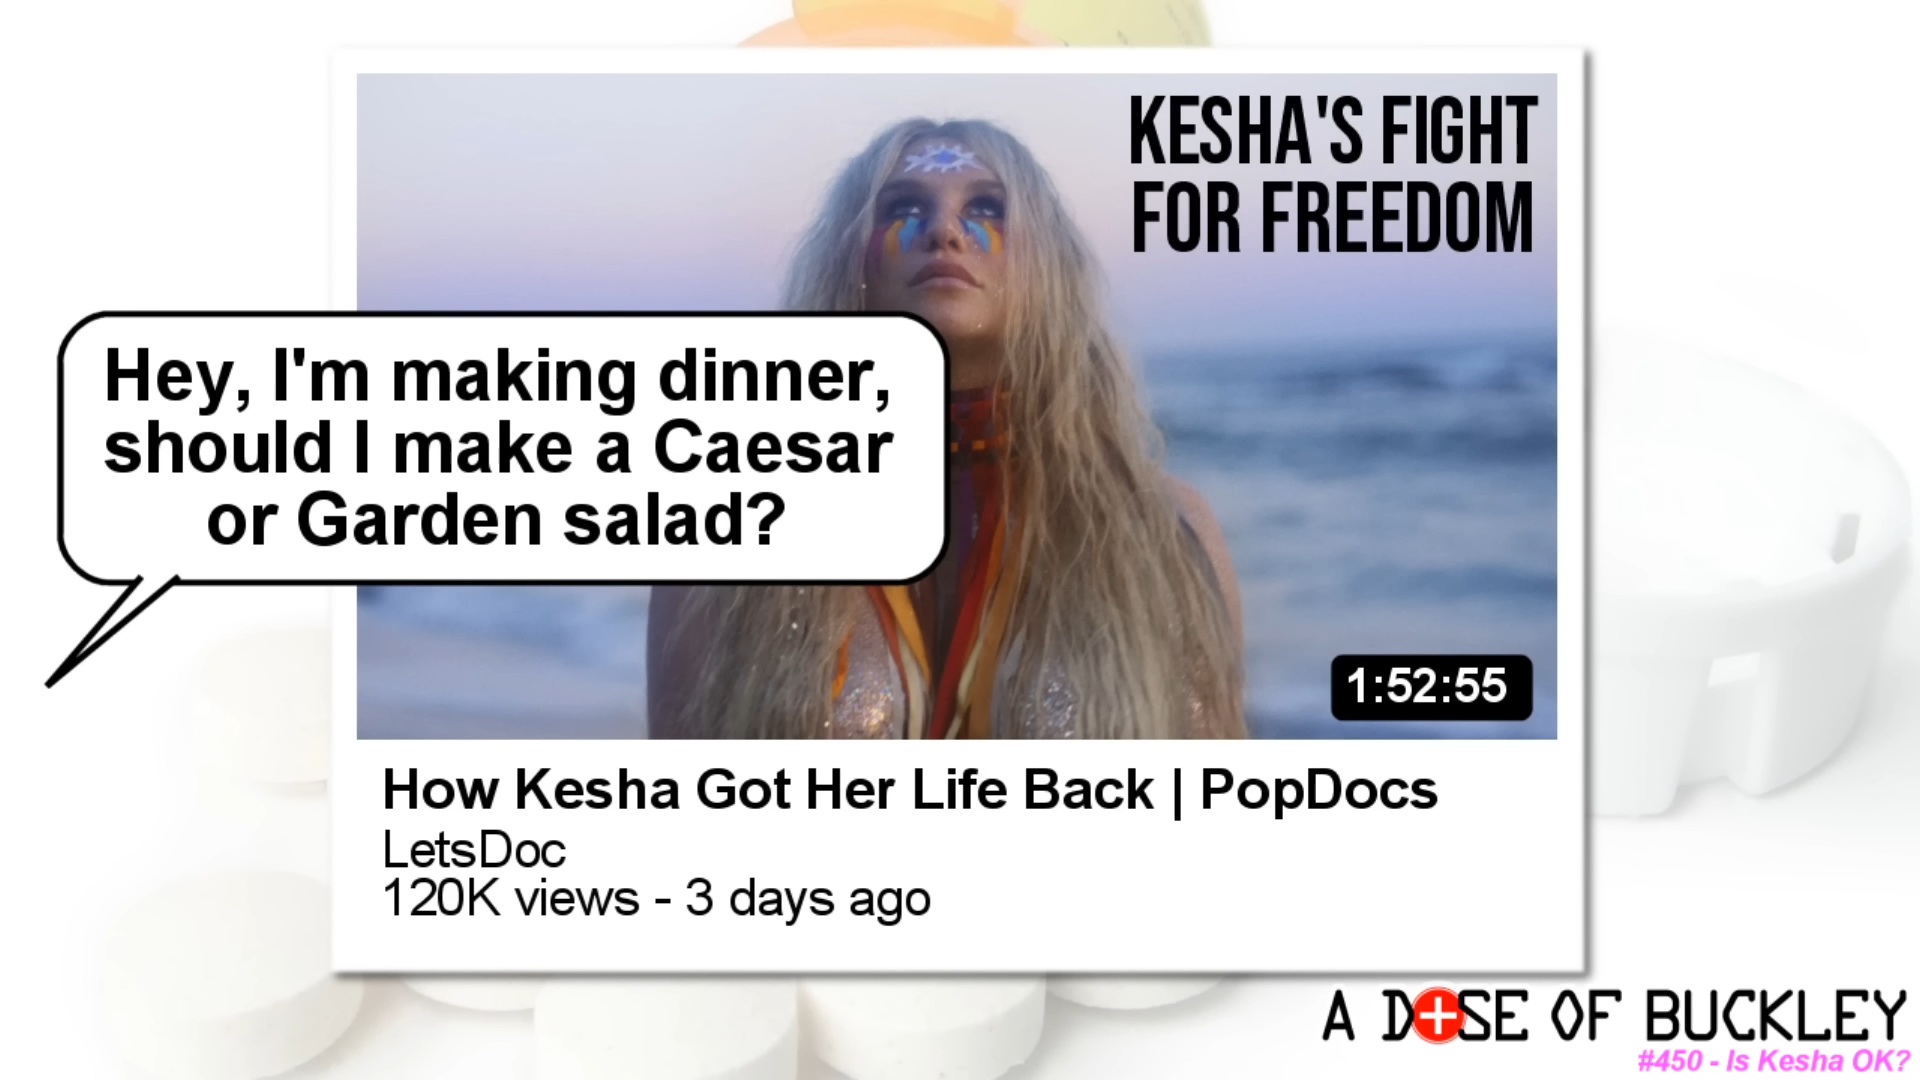 KESHA'S FIGHT
FOR FREEDOM
Hey, I'm making dinner,
should I make a Caesar
or Garden salad?
1:52:55
How Kesha Got Her Life Back | PopDocs
LetsDoc
120K views - 3 days ago
A DOSE OF BUCKLEY
#450 - Is Kesha OK?